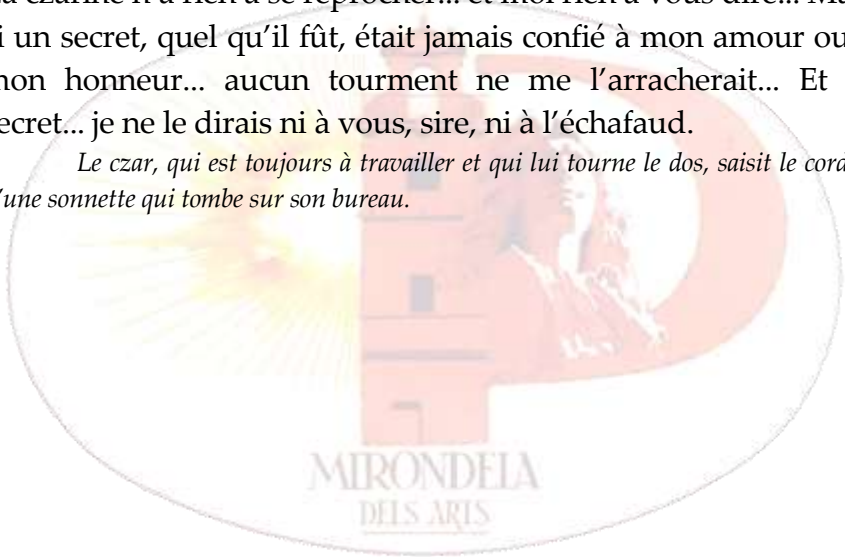 un secret, quel qu'il fût, était jamais confié à mon amour ou
mon honneur... aucun tourment ne me l'arracherait... Et
secret... je ne le dirais ni à vous, sire, ni à l'échafaud.
Le czar, qui est toujours à travailler et qui lui tourne le dos, saisit le cord
d'une sonnette qui tombe sur son bureau.
MIRONDELA
DELS ARTS